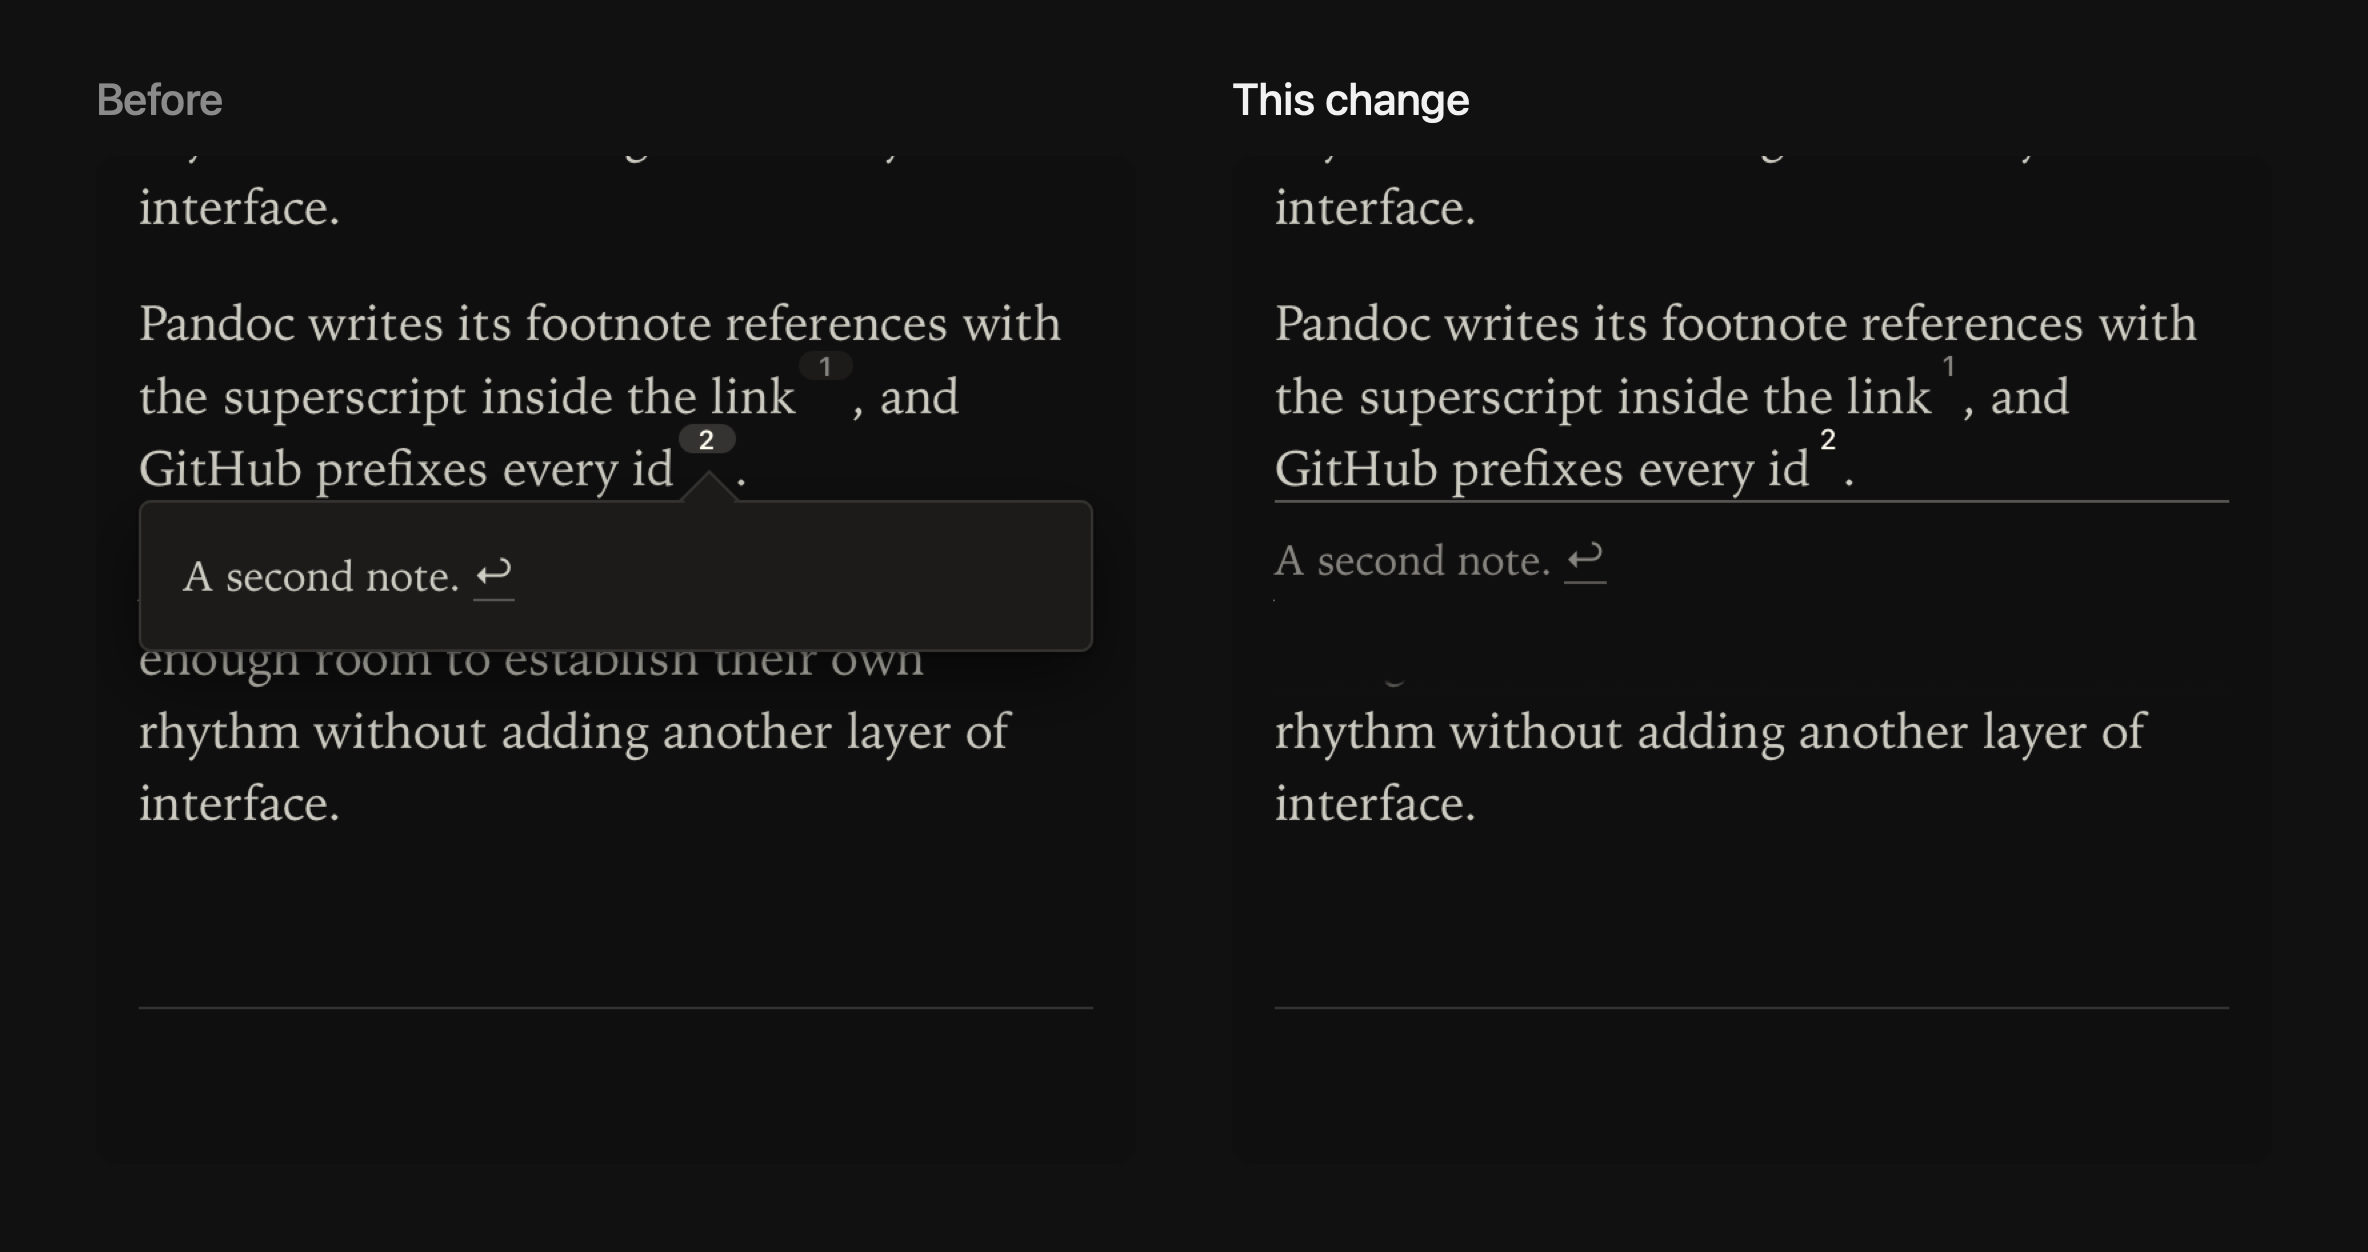 Before
interface.
Pandoc writes its footnote references with
the superscript inside the link 1, and
GitHub prefixes every id 2.
A second note. ↩
enough room to establish their own
rhythm without adding another layer of
interface.
This change
interface.
Pandoc writes its footnote references with
the superscript inside the link 1, and
GitHub prefixes every id 2.
A second note. ↩
rhythm without adding another layer of
interface.